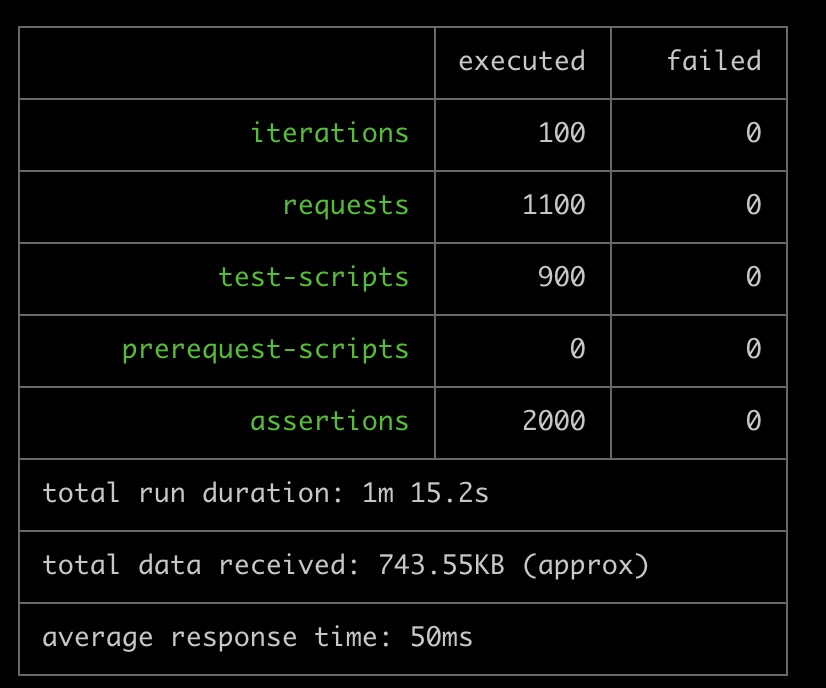 executed failed
iterations 100 0
requests 1100 0
test-scripts 900 0
prerequest-scripts 0 0
assertions 2000 0
total run duration: 1m 15.2s
total data received: 743.55KB (approx)
average response time: 50ms